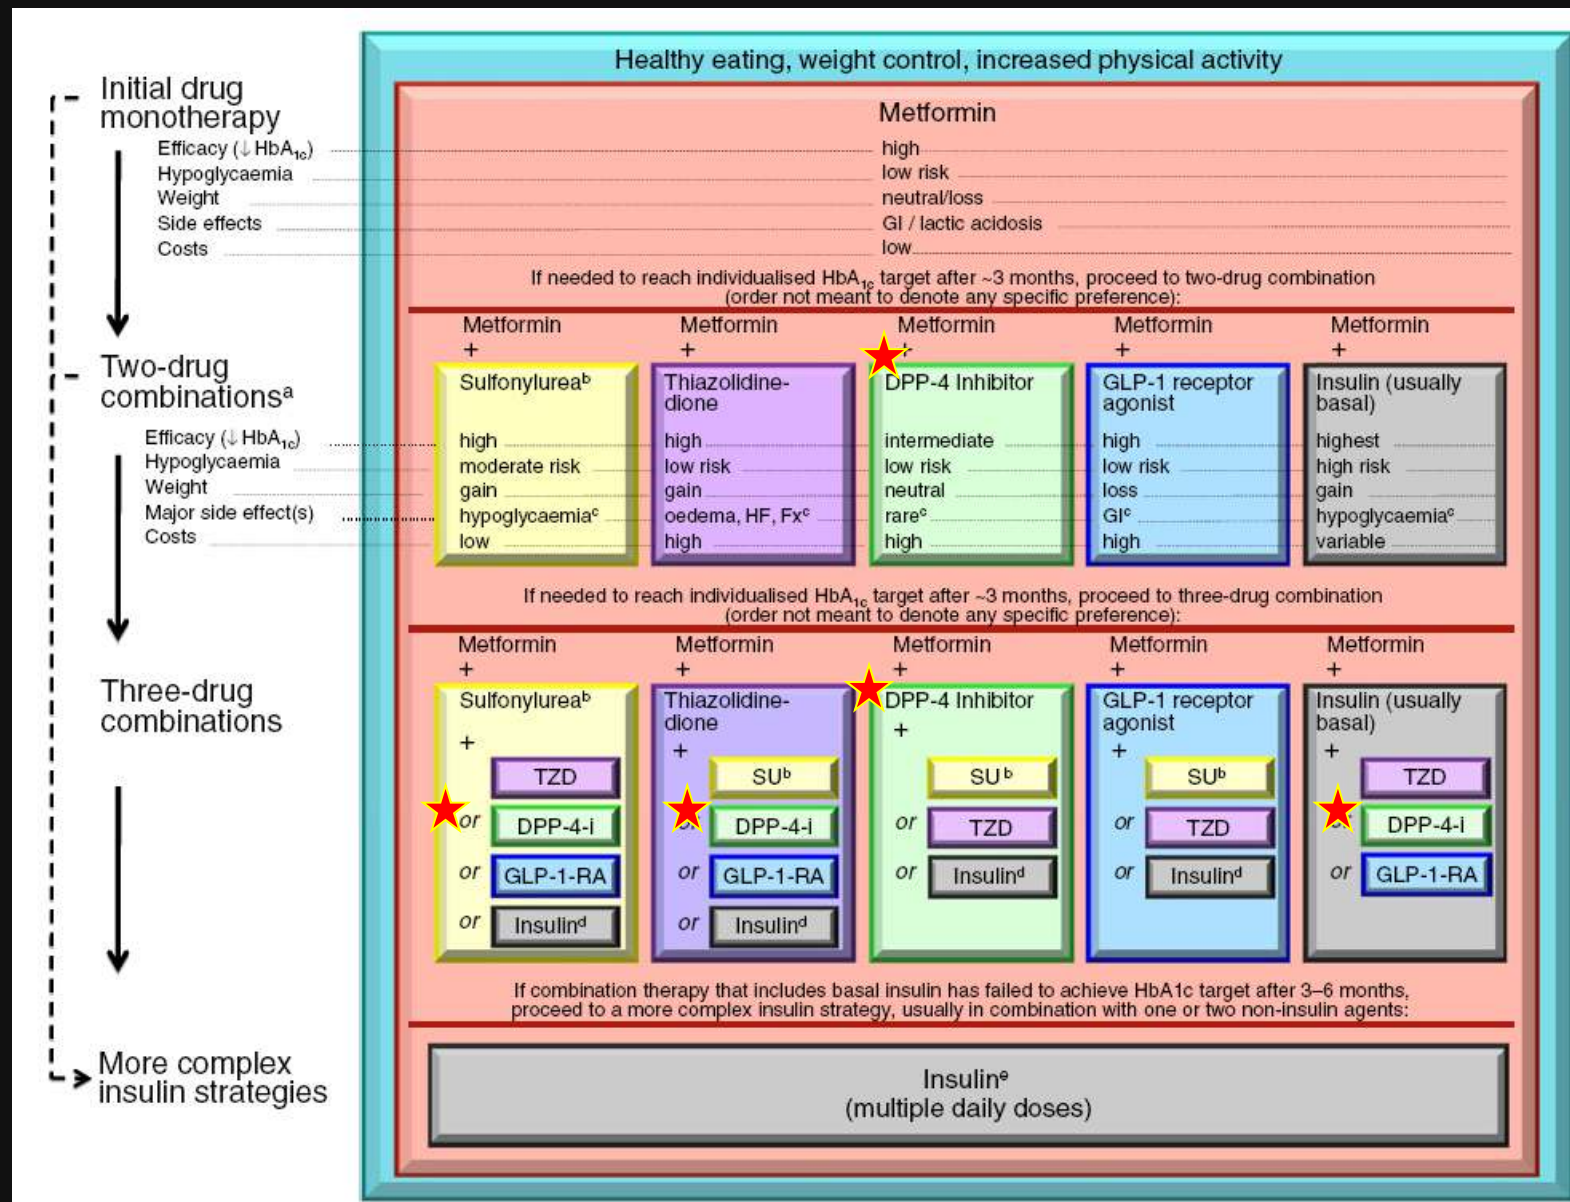 Healthy eating, weight control, increased physical activity
Initial drug
monotherapy
Metformin
Efficacy (↓HbA1c) high
Hypoglycaemia low risk
Weight neutral/loss
Side effects GI / lactic acidosis
Costs low
If needed to reach individualised HbA1c target after ~3 months, proceed to two-drug combination
(order not meant to denote any specific preference):
Two-drug
combinationsa
Metformin Metformin Metformin Metformin Metformin
+ + + + +
Sulfonylureab Thiazolidine- DPP-4 Inhibitor GLP-1 receptor Insulin (usually
dione agonist basal)
Efficacy (↓HbA1c) high high intermediate high highest
Hypoglycaemia moderate risk low risk low risk low risk high risk
Weight gain gain neutral loss gain
Major side effect(s) hypoglycaemiac oedema, HF, Fxc rarec GIc hypoglycaemiac
Costs low high high high variable
If needed to reach individualised HbA1c target after ~3 months, proceed to three-drug combination
(order not meant to denote any specific preference):
Three-drug
combinations
Metformin Metformin Metformin Metformin Metformin
+ + + + +
Sulfonylureab Thiazolidine- DPP-4 Inhibitor GLP-1 receptor Insulin (usually
dione agonist basal)
+ + + + +
TZD SUb SUb SUb TZD
or DPP-4-i or DPP-4-i or TZD or TZD or DPP-4-i
or GLP-1-RA or GLP-1-RA or Insulind or Insulind or GLP-1-RA
or Insulind or Insulind
If combination therapy that includes basal insulin has failed to achieve HbA1c target after 3–6 months,
proceed to a more complex insulin strategy, usually in combination with one or two non-insulin agents:
More complex
insulin strategies
Insuline
(multiple daily doses)